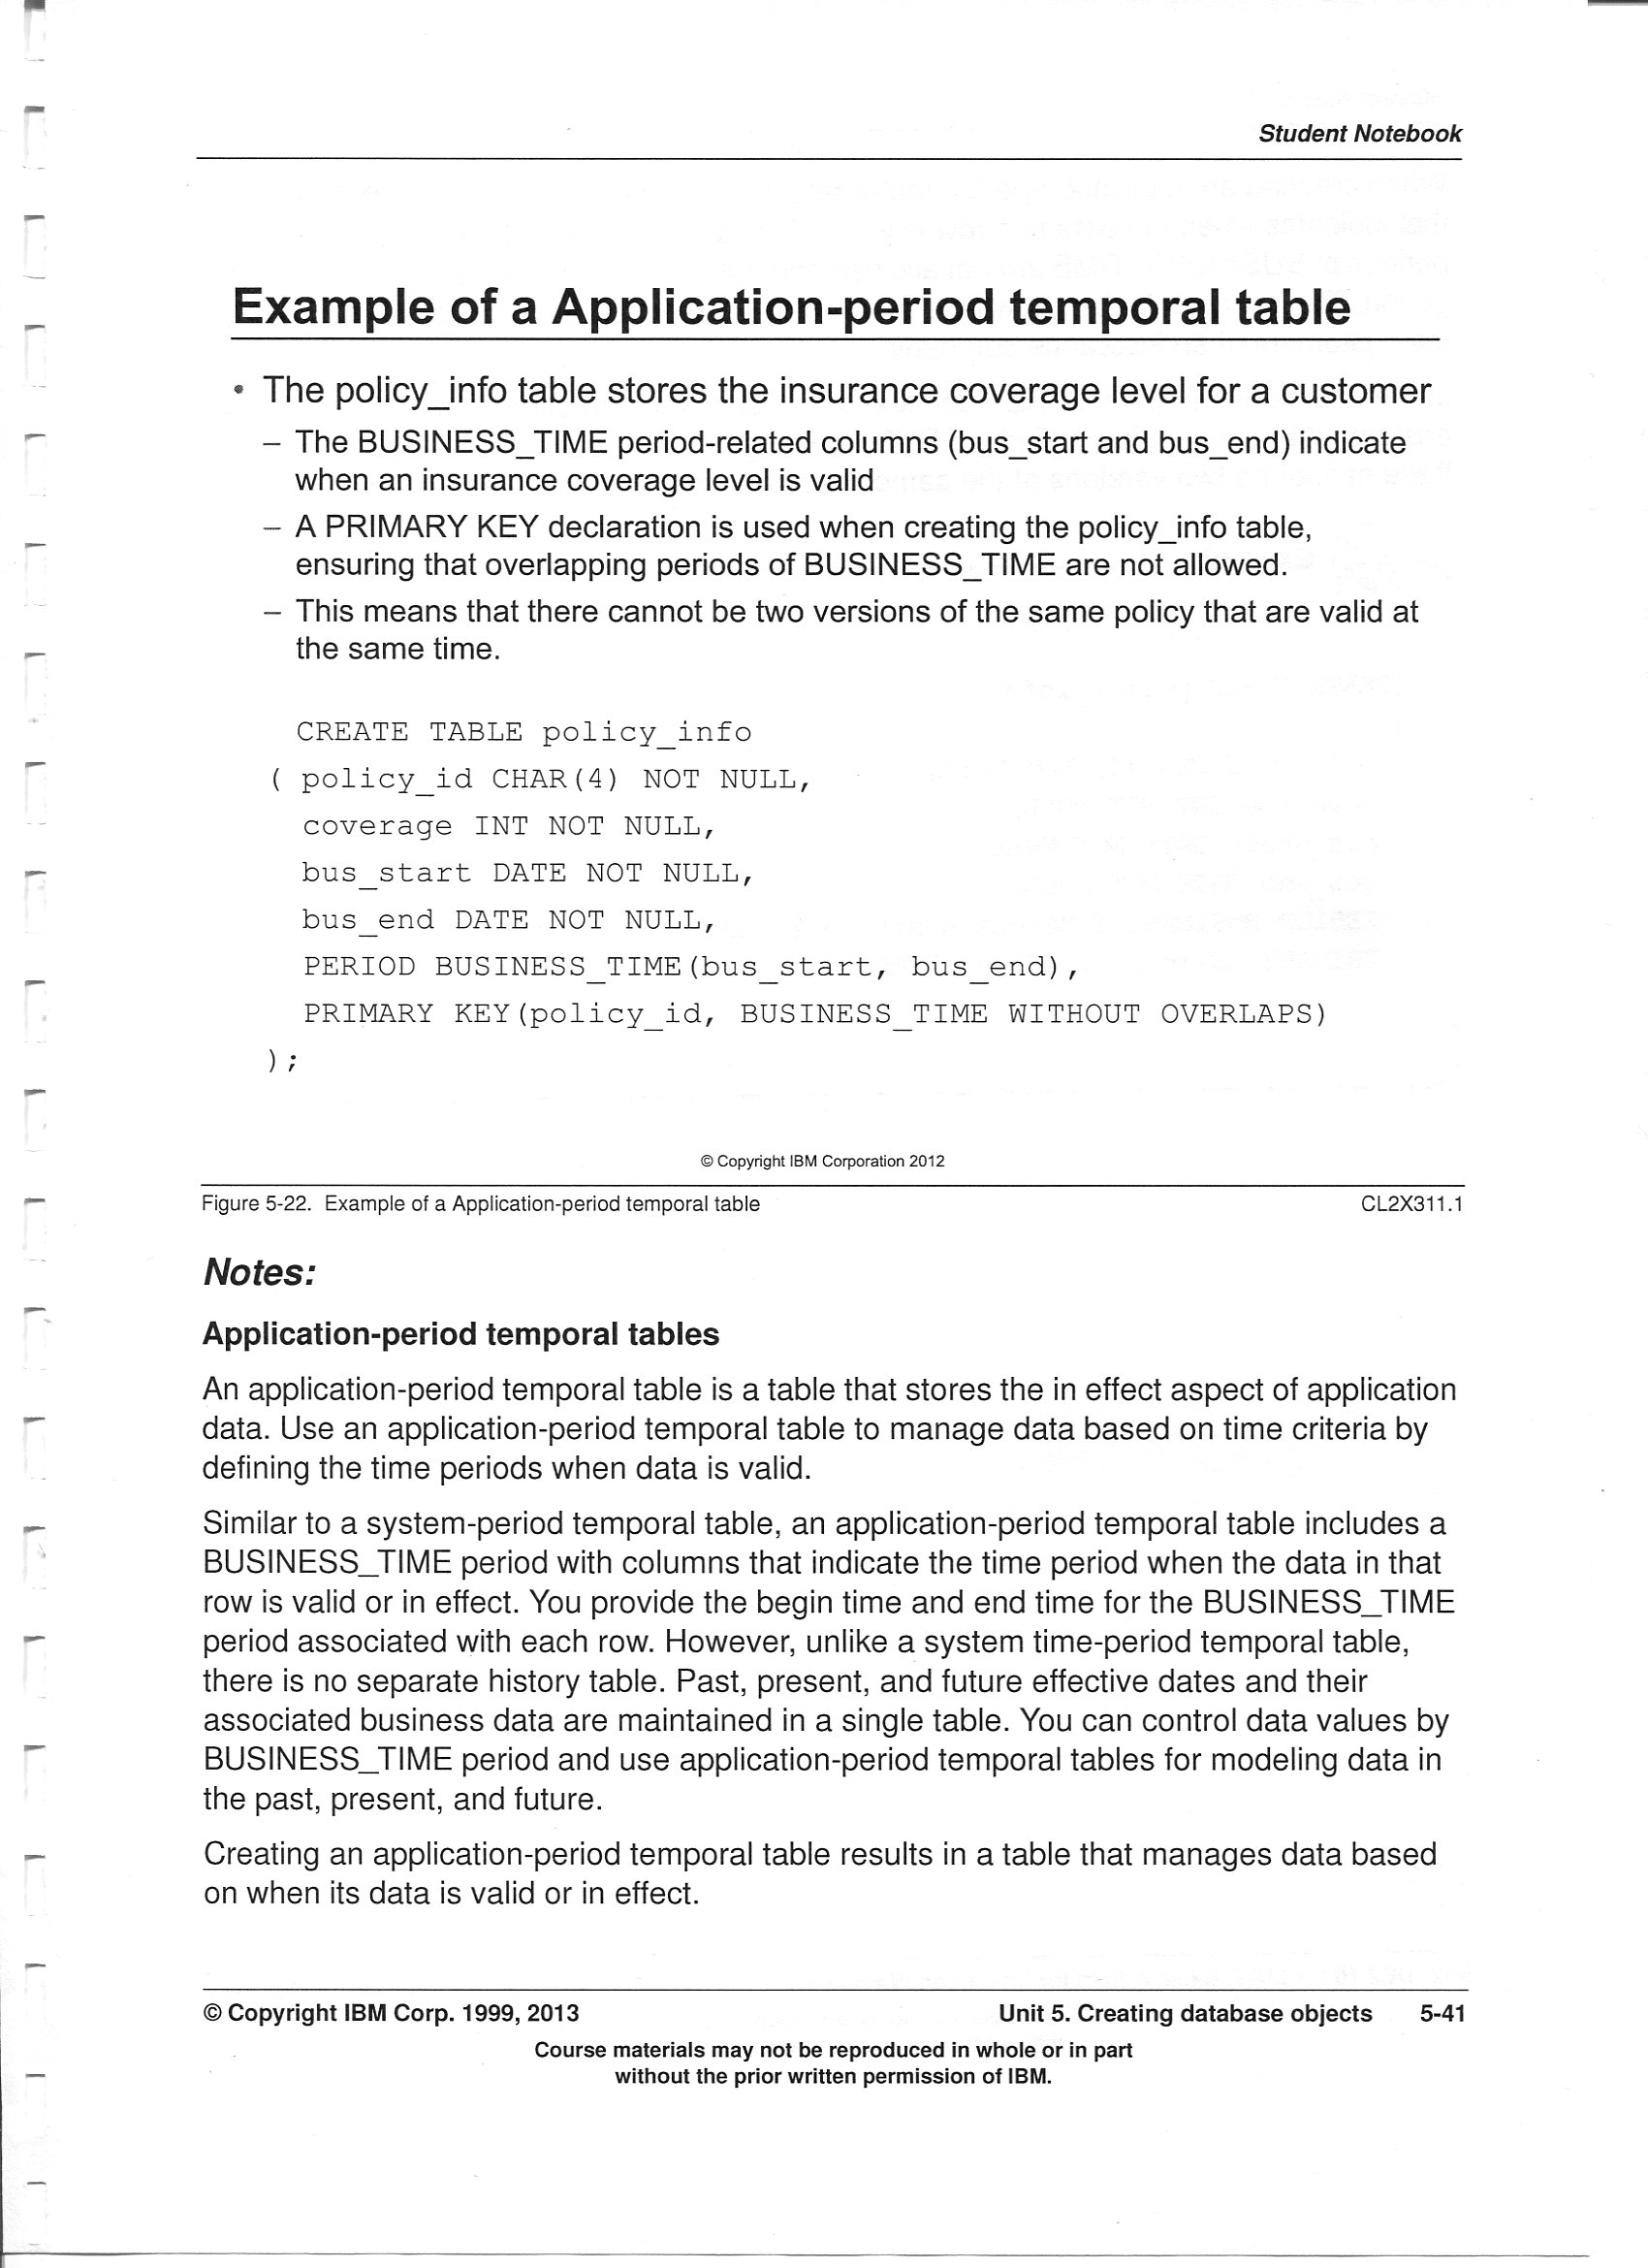 Student Notebook
Example of a Application-period temporal table
• The policy_info table stores the insurance coverage level for a customer
– The BUSINESS_TIME period-related columns (bus_start and bus_end) indicate
when an insurance coverage level is valid
– A PRIMARY KEY declaration is used when creating the policy_info table,
ensuring that overlapping periods of BUSINESS_TIME are not allowed.
– This means that there cannot be two versions of the same policy that are valid at
the same time.
CREATE TABLE policy_info
( policy_id CHAR(4) NOT NULL,
coverage INT NOT NULL,
bus_start DATE NOT NULL,
bus_end DATE NOT NULL,
PERIOD BUSINESS_TIME(bus_start, bus_end),
PRIMARY KEY(policy_id, BUSINESS_TIME WITHOUT OVERLAPS)
);
© Copyright IBM Corporation 2012
Figure 5-22. Example of a Application-period temporal table CL2X311.1
Notes:
Application-period temporal tables
An application-period temporal table is a table that stores the in effect aspect of application
data. Use an application-period temporal table to manage data based on time criteria by
defining the time periods when data is valid.
Similar to a system-period temporal table, an application-period temporal table includes a
BUSINESS_TIME period with columns that indicate the time period when the data in that
row is valid or in effect. You provide the begin time and end time for the BUSINESS_TIME
period associated with each row. However, unlike a system time-period temporal table,
there is no separate history table. Past, present, and future effective dates and their
associated business data are maintained in a single table. You can control data values by
BUSINESS_TIME period and use application-period temporal tables for modeling data in
the past, present, and future.
Creating an application-period temporal table results in a table that manages data based
on when its data is valid or in effect.
© Copyright IBM Corp. 1999, 2013 Unit 5. Creating database objects 5-41
Course materials may not be reproduced in whole or in part
without the prior written permission of IBM.